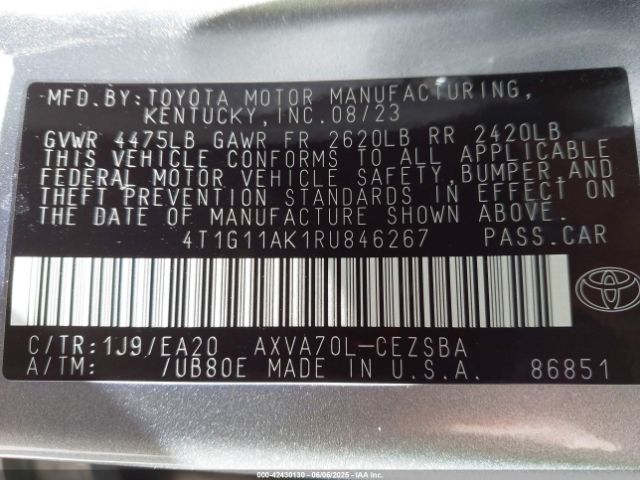 MFD.BY:TOYOTA MOTOR MANUFACTURING,
KENTUCKY,INC.08/23
GVWR 4475LB GAWR FR 2620LB RR 2420LB
THIS VEHICLE CONFORMS TO ALL APPLICABLE
FEDERAL MOTOR VEHICLE SAFETY,BUMPER,AND
THEFT PREVENTION STANDARDS IN EFFECT ON
THE DATE OF MANUFACTURE SHOWN ABOVE.
4T1G11AK1RU846267 PASS.CAR
C/TR:1J9/EA20 AXVA70L-CEZSBA
A/TM: /UB80E MADE IN U.S.A. 86851
000-42430130 - 06/06/2025 - IAA Inc.